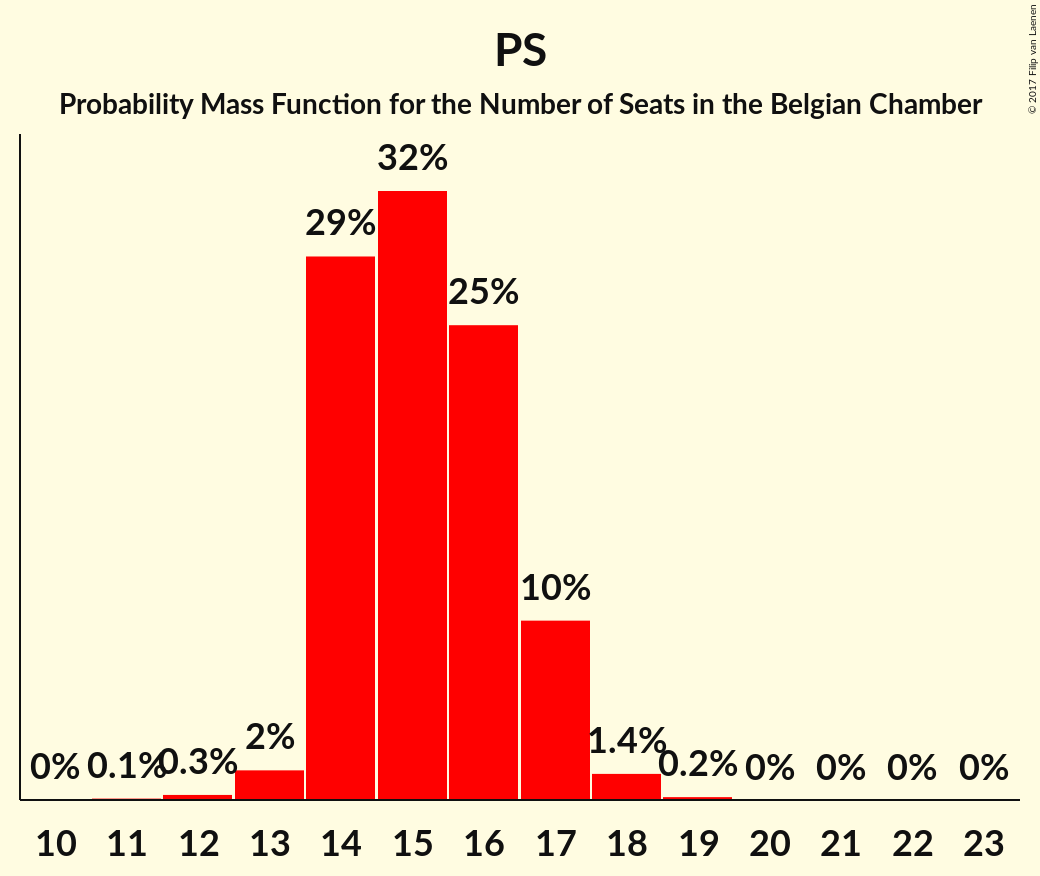 PS
Probability Mass Function for the Number of Seats in the Belgian Chamber
© 2017 Filip van Laenen
32%
29%
25%
10%
2%
1.4%
0% 0.1% 0.3% 0.2% 0% 0% 0% 0%
10 11 12 13 14 15 16 17 18 19 20 21 22 23